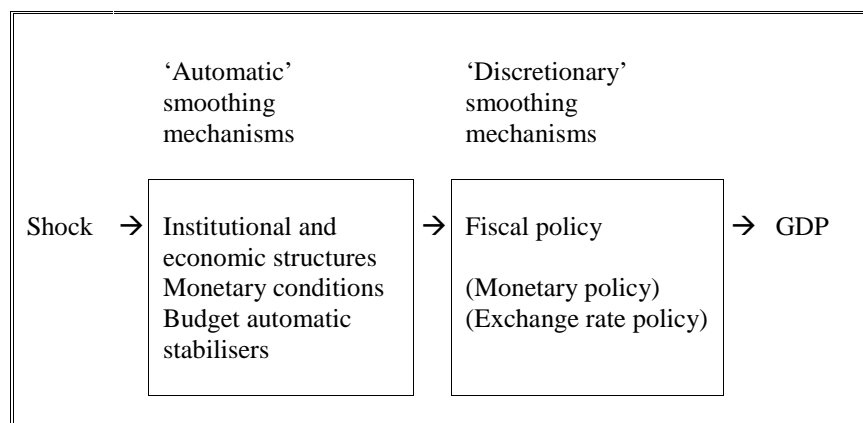 ‘Automatic’
smoothing
mechanisms
‘Discretionary’
smoothing
mechanisms
Shock →
Institutional and
economic structures
Monetary conditions
Budget automatic
stabilisers
→
Fiscal policy
(Monetary policy)
(Exchange rate policy)
→ GDP